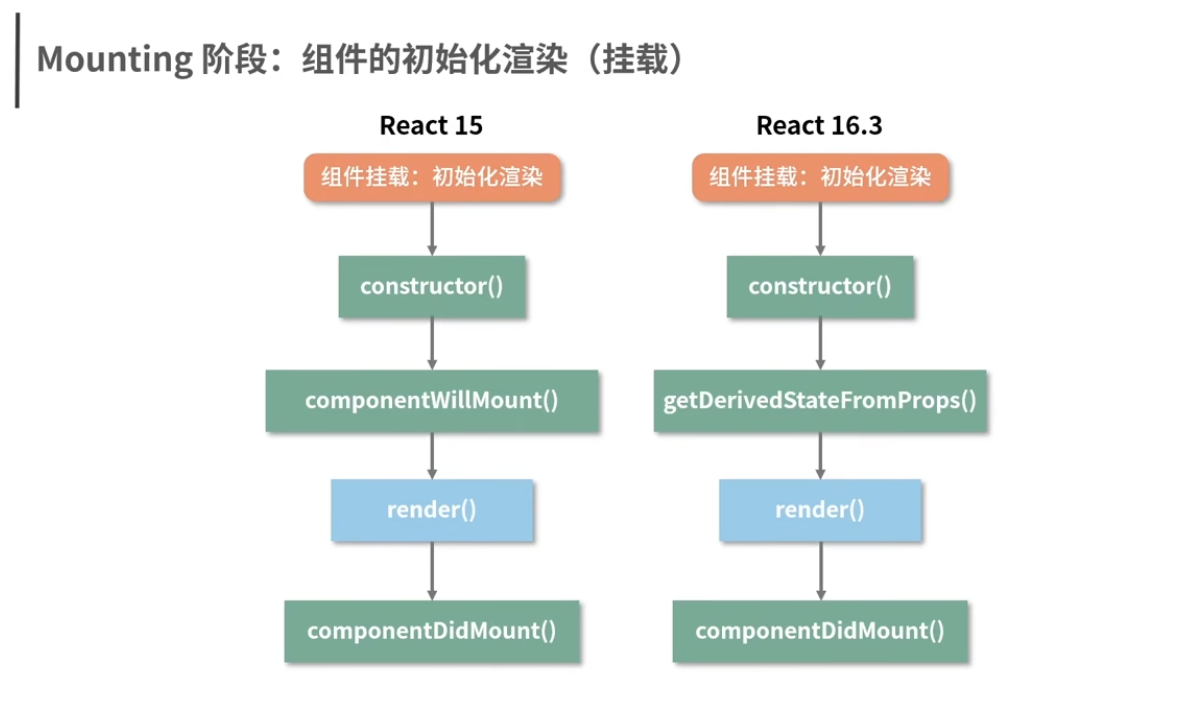 Mounting 阶段：组件的初始化渲染（挂载）
React 15
组件挂载：初始化渲染
constructor()
componentWillMount()
render()
componentDidMount()
React 16.3
组件挂载：初始化渲染
constructor()
getDerivedStateFromProps()
render()
componentDidMount()